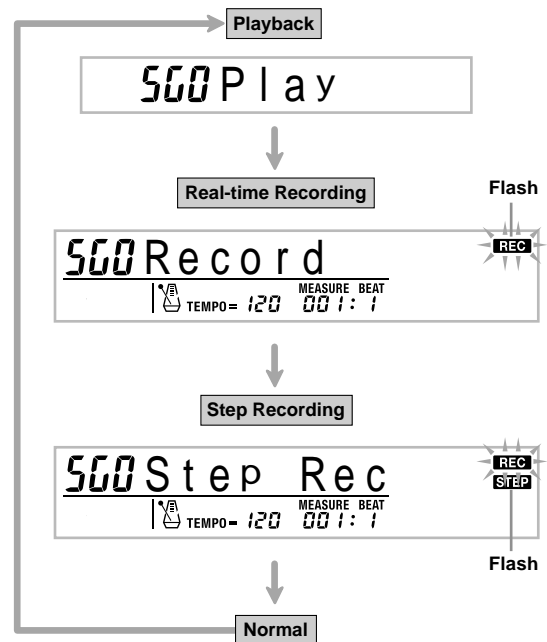 Playback
SG0 Play
Real-time Recording
Flash
REC
SG0 Record
TEMPO= 120 MEASURE BEAT 001: 1
Step Recording
SG0 Step Rec
REC
STEP
TEMPO= 120 MEASURE BEAT 001: 1
Flash
Normal